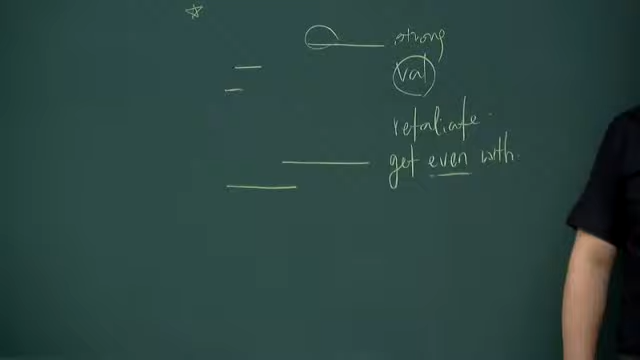 strong
val
retaliate.
get even with.